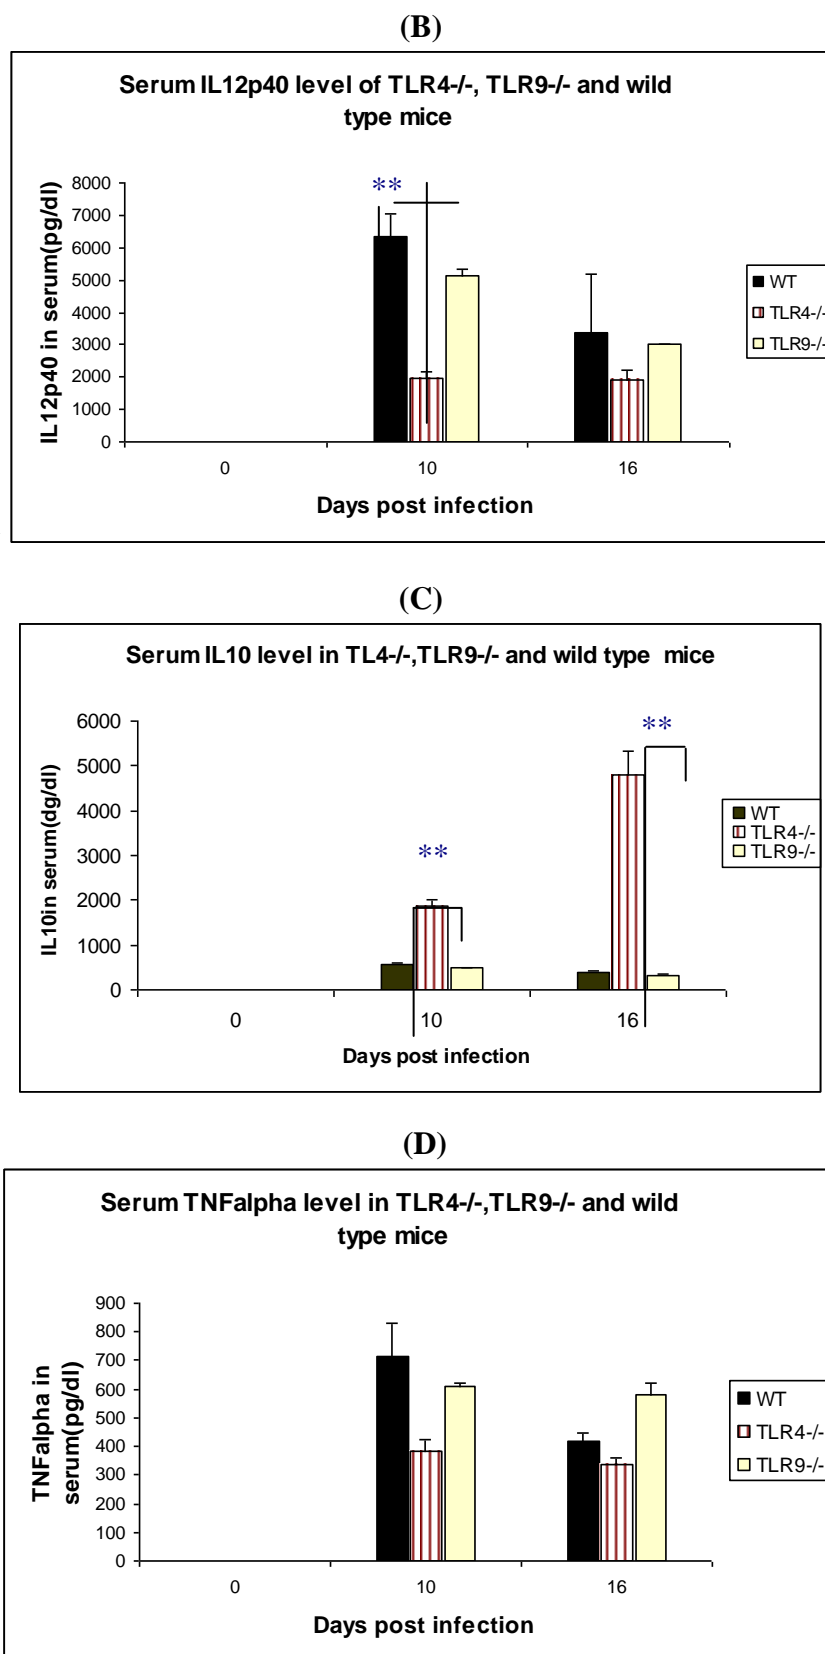 (B)
Serum IL12p40 level of TLR4-/-, TLR9-/- and wild
type mice
**
IL12p40 in serum(pg/dl)
8000
7000
6000
5000
4000
3000
2000
1000
0
0 10 16
Days post infection
WT
TLR4-/-
TLR9-/-
(C)
Serum IL10 level in TL4-/-,TLR9-/- and wild type mice
**
**
IL10in serum(dg/dl)
6000
5000
4000
3000
2000
1000
0
0 10 16
Days post infection
WT
TLR4-/-
TLR9-/-
(D)
Serum TNFalpha level in TLR4-/-,TLR9-/- and wild
type mice
TNFalpha in
serum(pg/dl)
900
800
700
600
500
400
300
200
100
0
0 10 16
Days post infection
WT
TLR4-/-
TLR9-/-